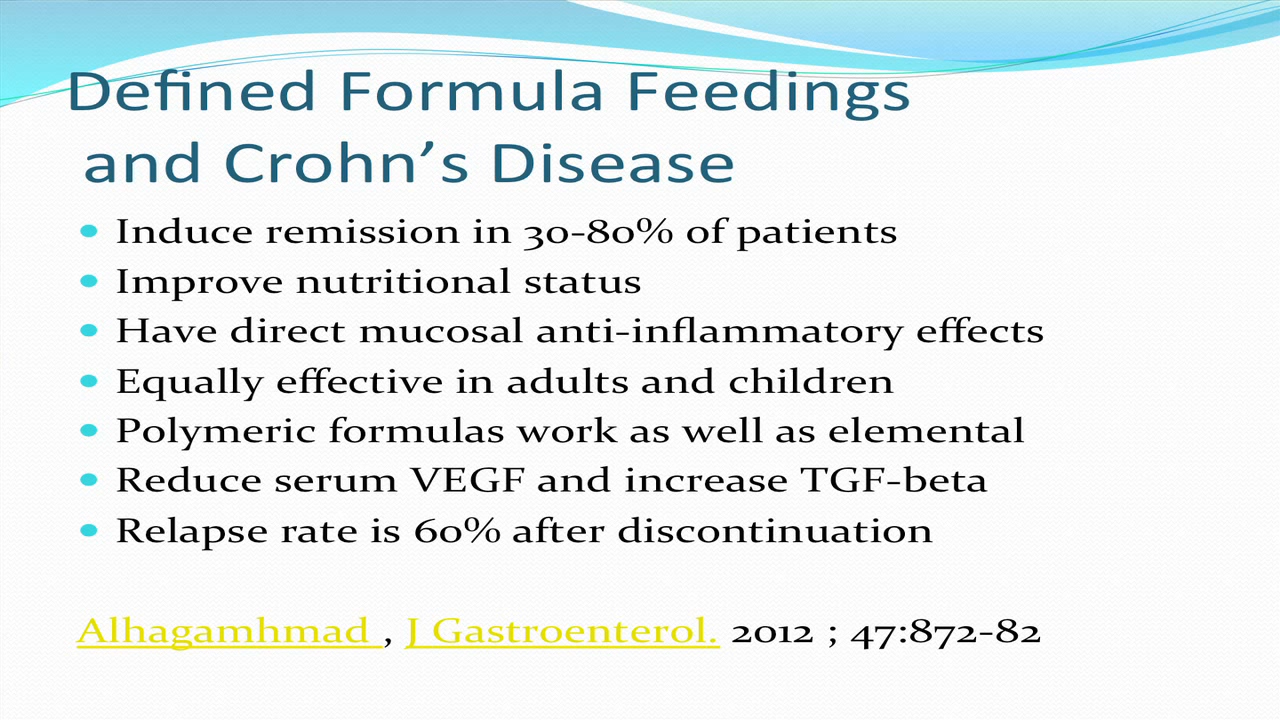 Defined Formula Feedings
and Crohn’s Disease
• Induce remission in 30-80% of patients
• Improve nutritional status
• Have direct mucosal anti-inflammatory effects
• Equally effective in adults and children
• Polymeric formulas work as well as elemental
• Reduce serum VEGF and increase TGF-beta
• Relapse rate is 60% after discontinuation
Alhagamhmad , J Gastroenterol. 2012 ; 47:872-82